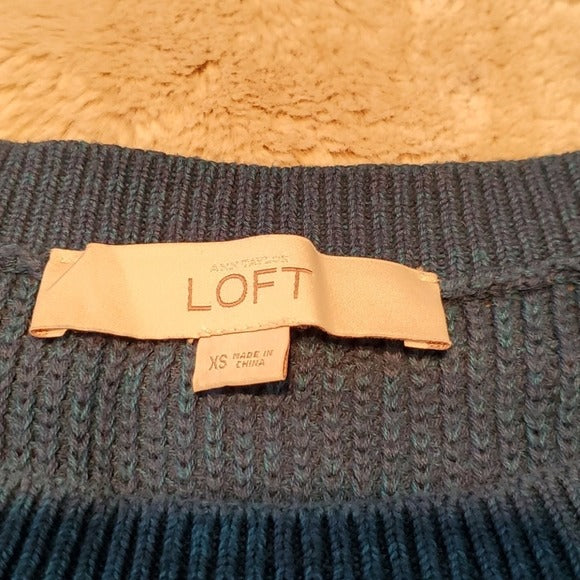 ANN TAYLOR
LOFT
XS MADE IN
CHINA